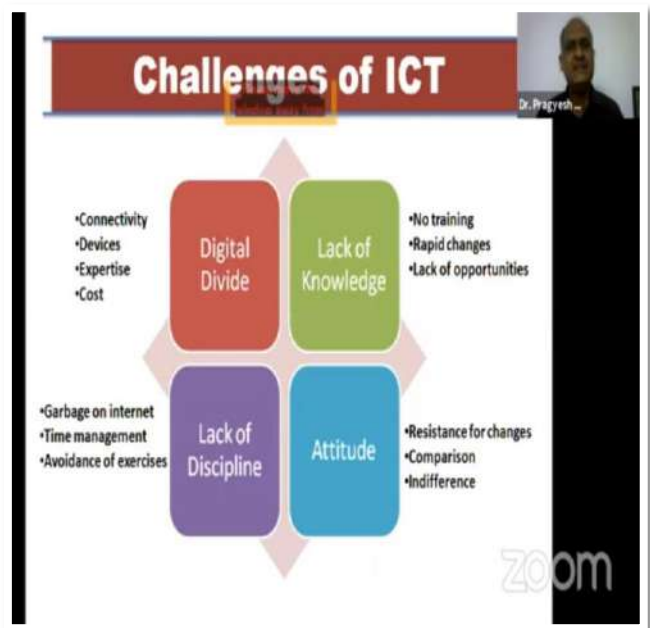 Challenges of ICT
Dr. Pragyesh ...
•Connectivity
•Devices
•Expertise
•Cost
Digital
Divide
Lack of
Knowledge
•No training
•Rapid changes
•Lack of opportunities
•Garbage on internet
•Time management
•Avoidance of exercises
Lack of
Discipline
Attitude
•Resistance for changes
•Comparison
•Indifference
zoom